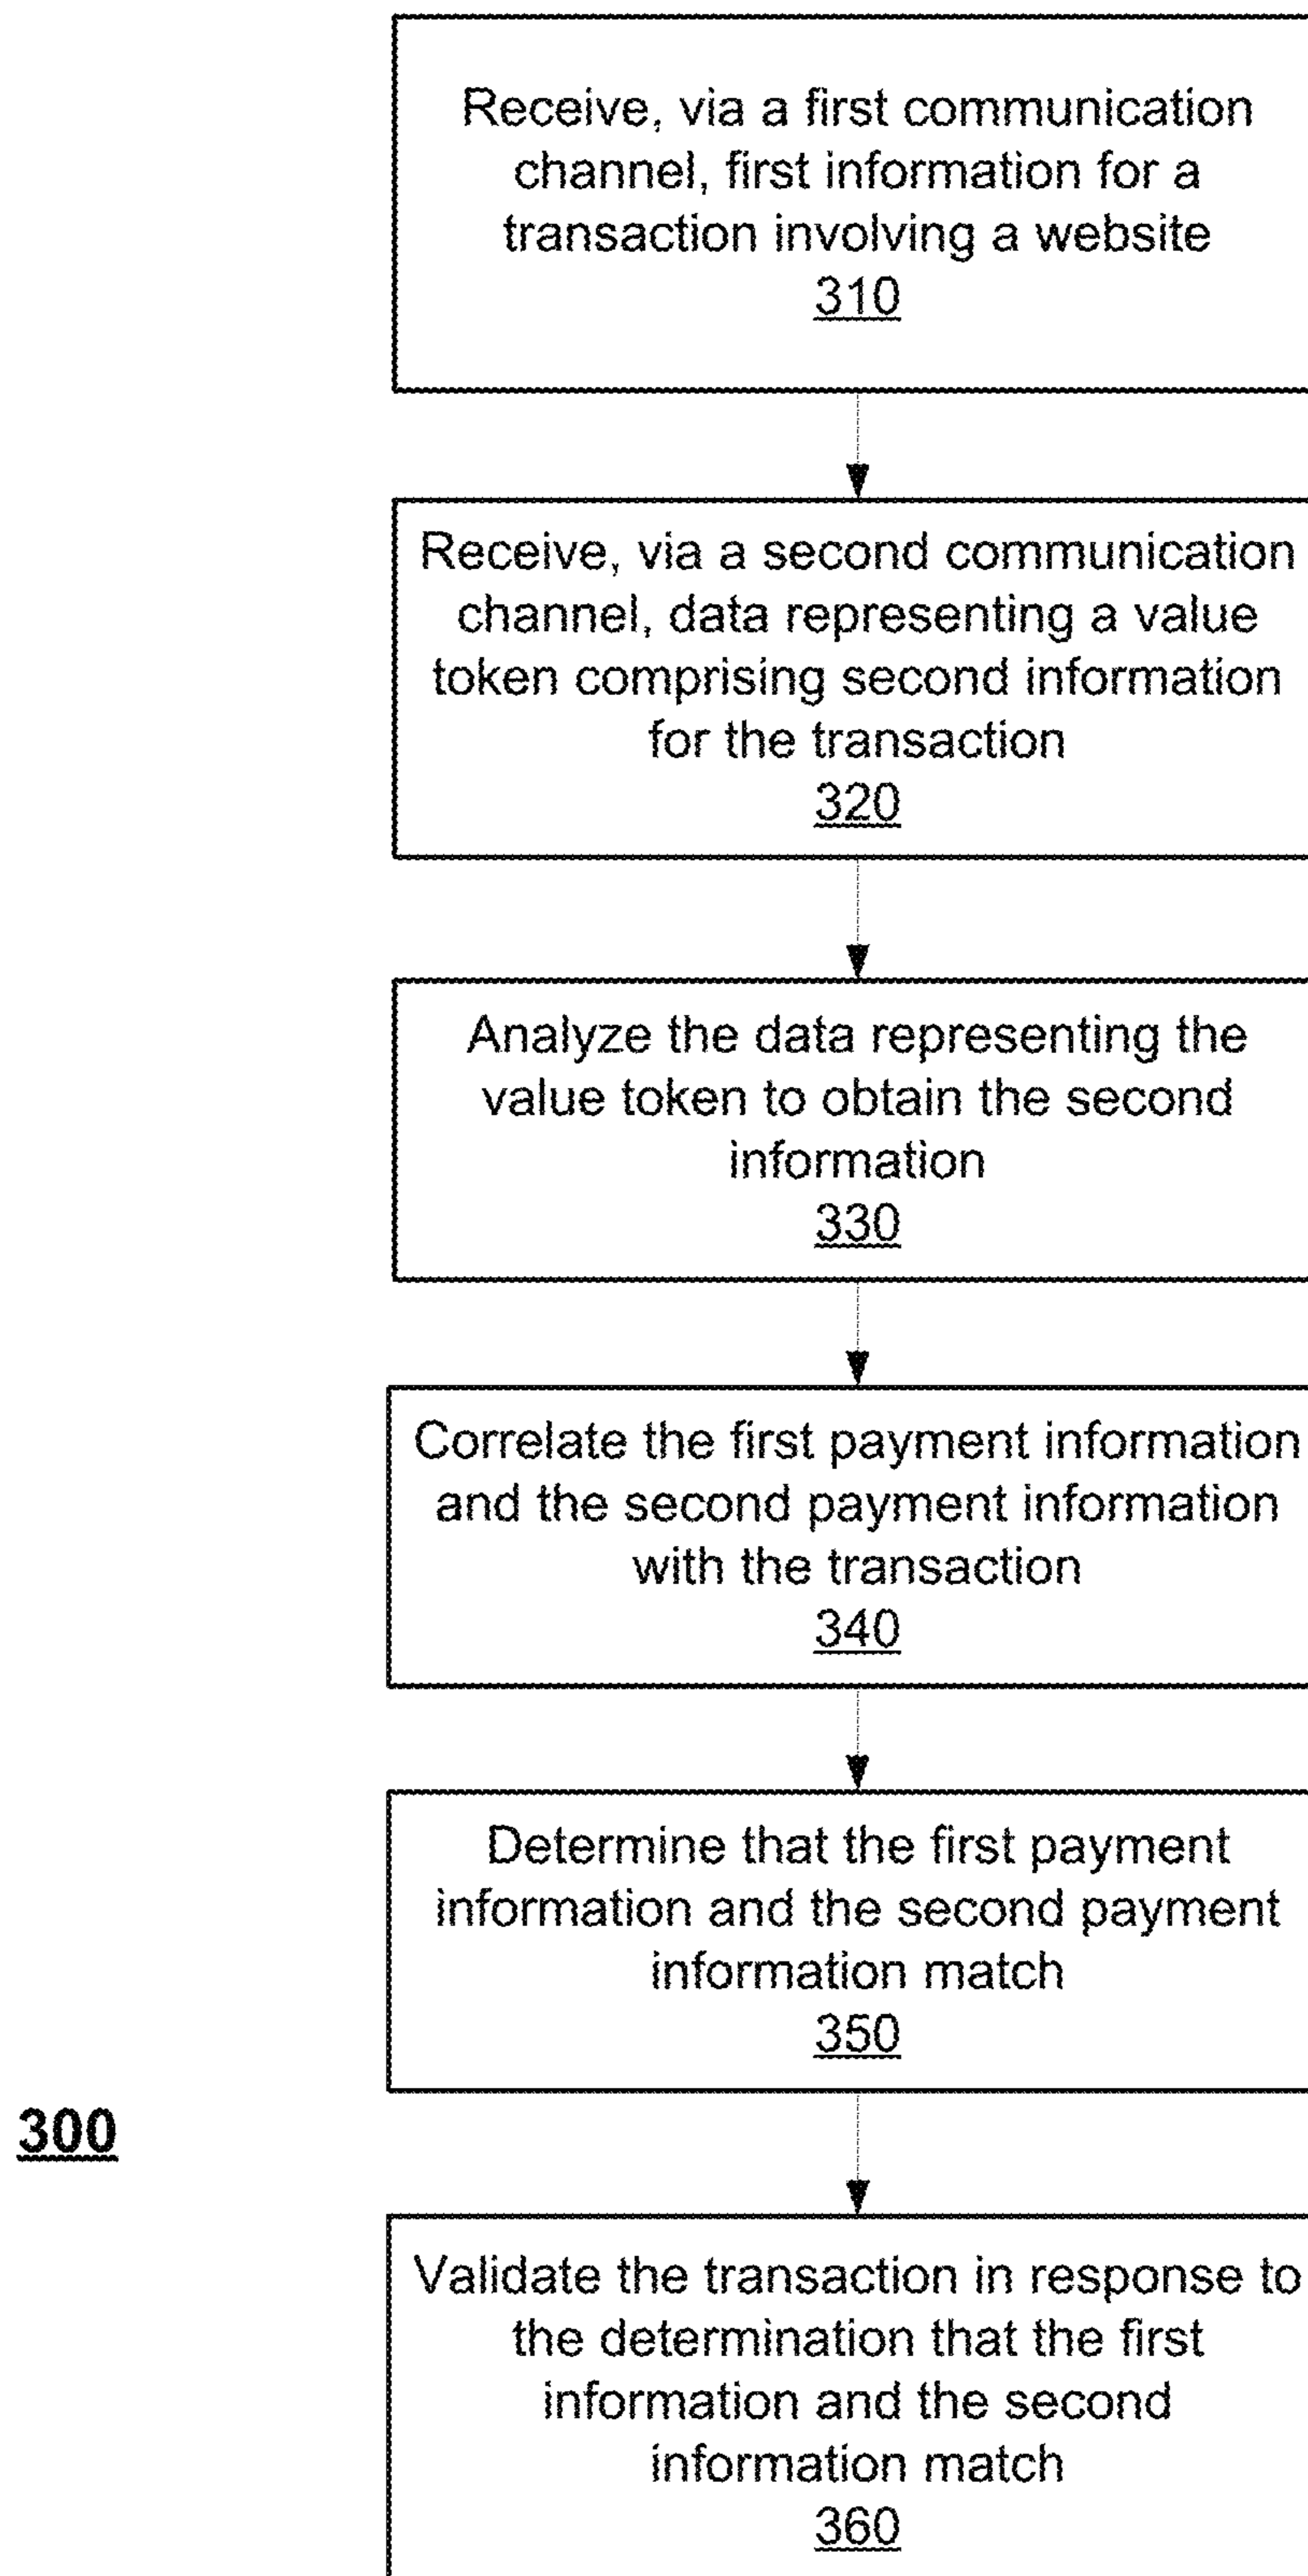 Receive, via a first communication
channel, first information for a
transaction involving a website
310
Receive, via a second communication
channel, data representing a value
token comprising second information
for the transaction
320
Analyze the data representing the
value token to obtain the second
information
330
Correlate the first payment information
and the second payment information
with the transaction
340
Determine that the first payment
information and the second payment
information match
350
300
Validate the transaction in response to
the determination that the first
information and the second
information match
360